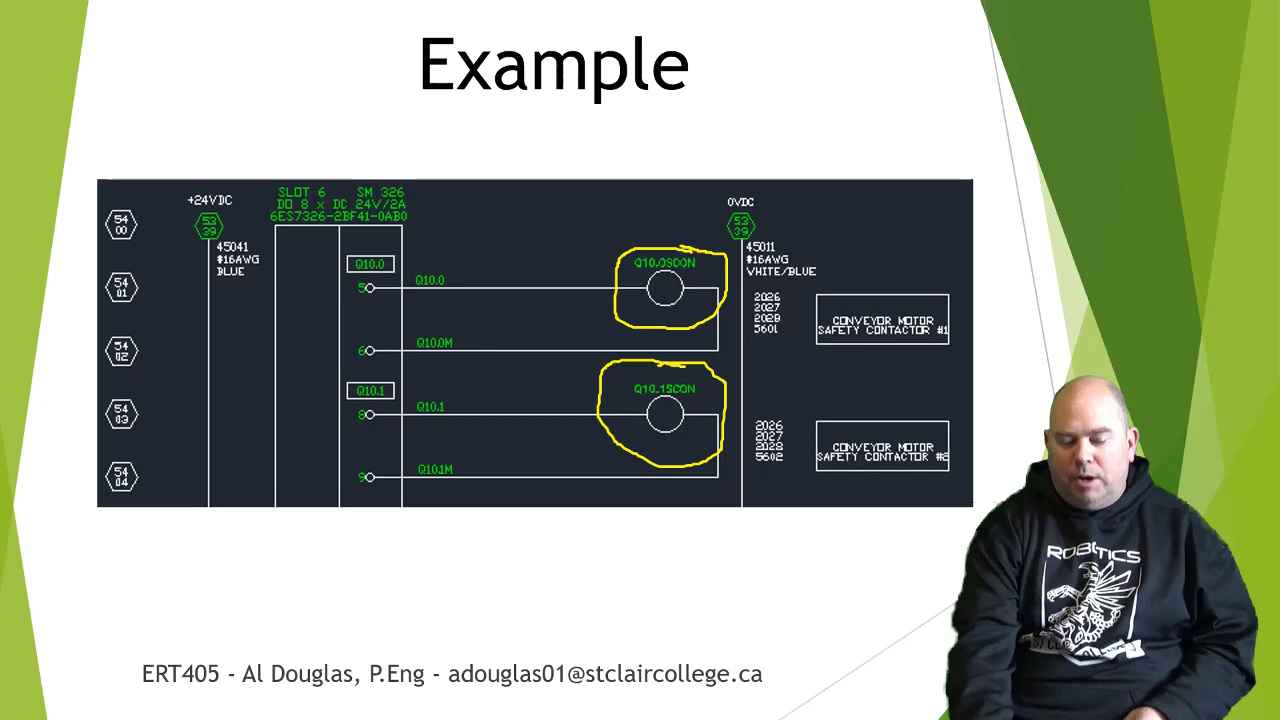 Example
+24VDC
SLOT 6 SM 326
DO 8 x DC 24V/2A
6ES7326-2BF41-0AB0
0VDC
54
00
53
39
53
39
45041
#16AWG
BLUE
Q10.0
Q10.0SCON
45011
#16AWG
WHITE/BLUE
54
01
5
Q10.0
2026
2027
2028
5601
CONVEYOR MOTOR
SAFETY CONTACTOR #1
54
02
6
Q10.0M
Q10.1
Q10.1SCON
54
03
8
Q10.1
2026
2027
2028
5602
CONVEYOR MOTOR
SAFETY CONTACTOR #2
54
04
9
Q10.1M
ROBOTICS
ERT405 - Al Douglas, P.Eng - adouglas01@stclaircollege.ca